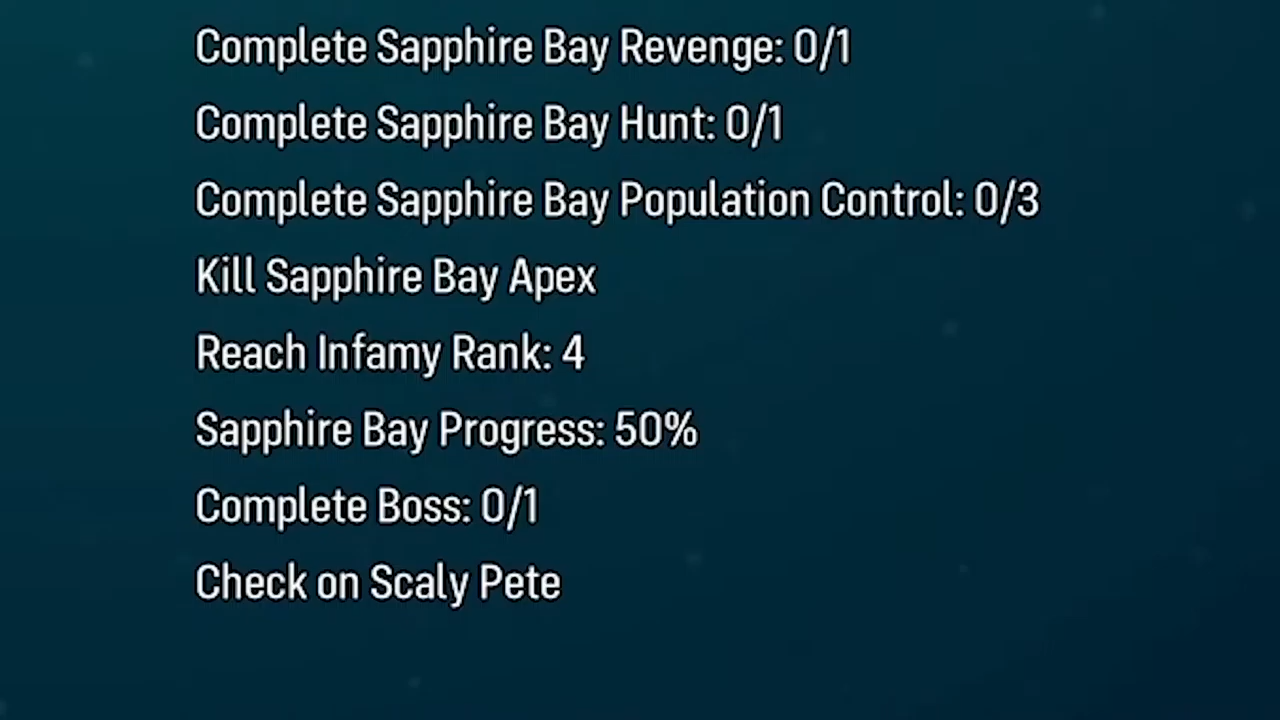 Complete Sapphire Bay Revenge: 0/1
Complete Sapphire Bay Hunt: 0/1
Complete Sapphire Bay Population Control: 0/3
Kill Sapphire Bay Apex
Reach Infamy Rank: 4
Sapphire Bay Progress: 50%
Complete Boss: 0/1
Check on Scaly Pete